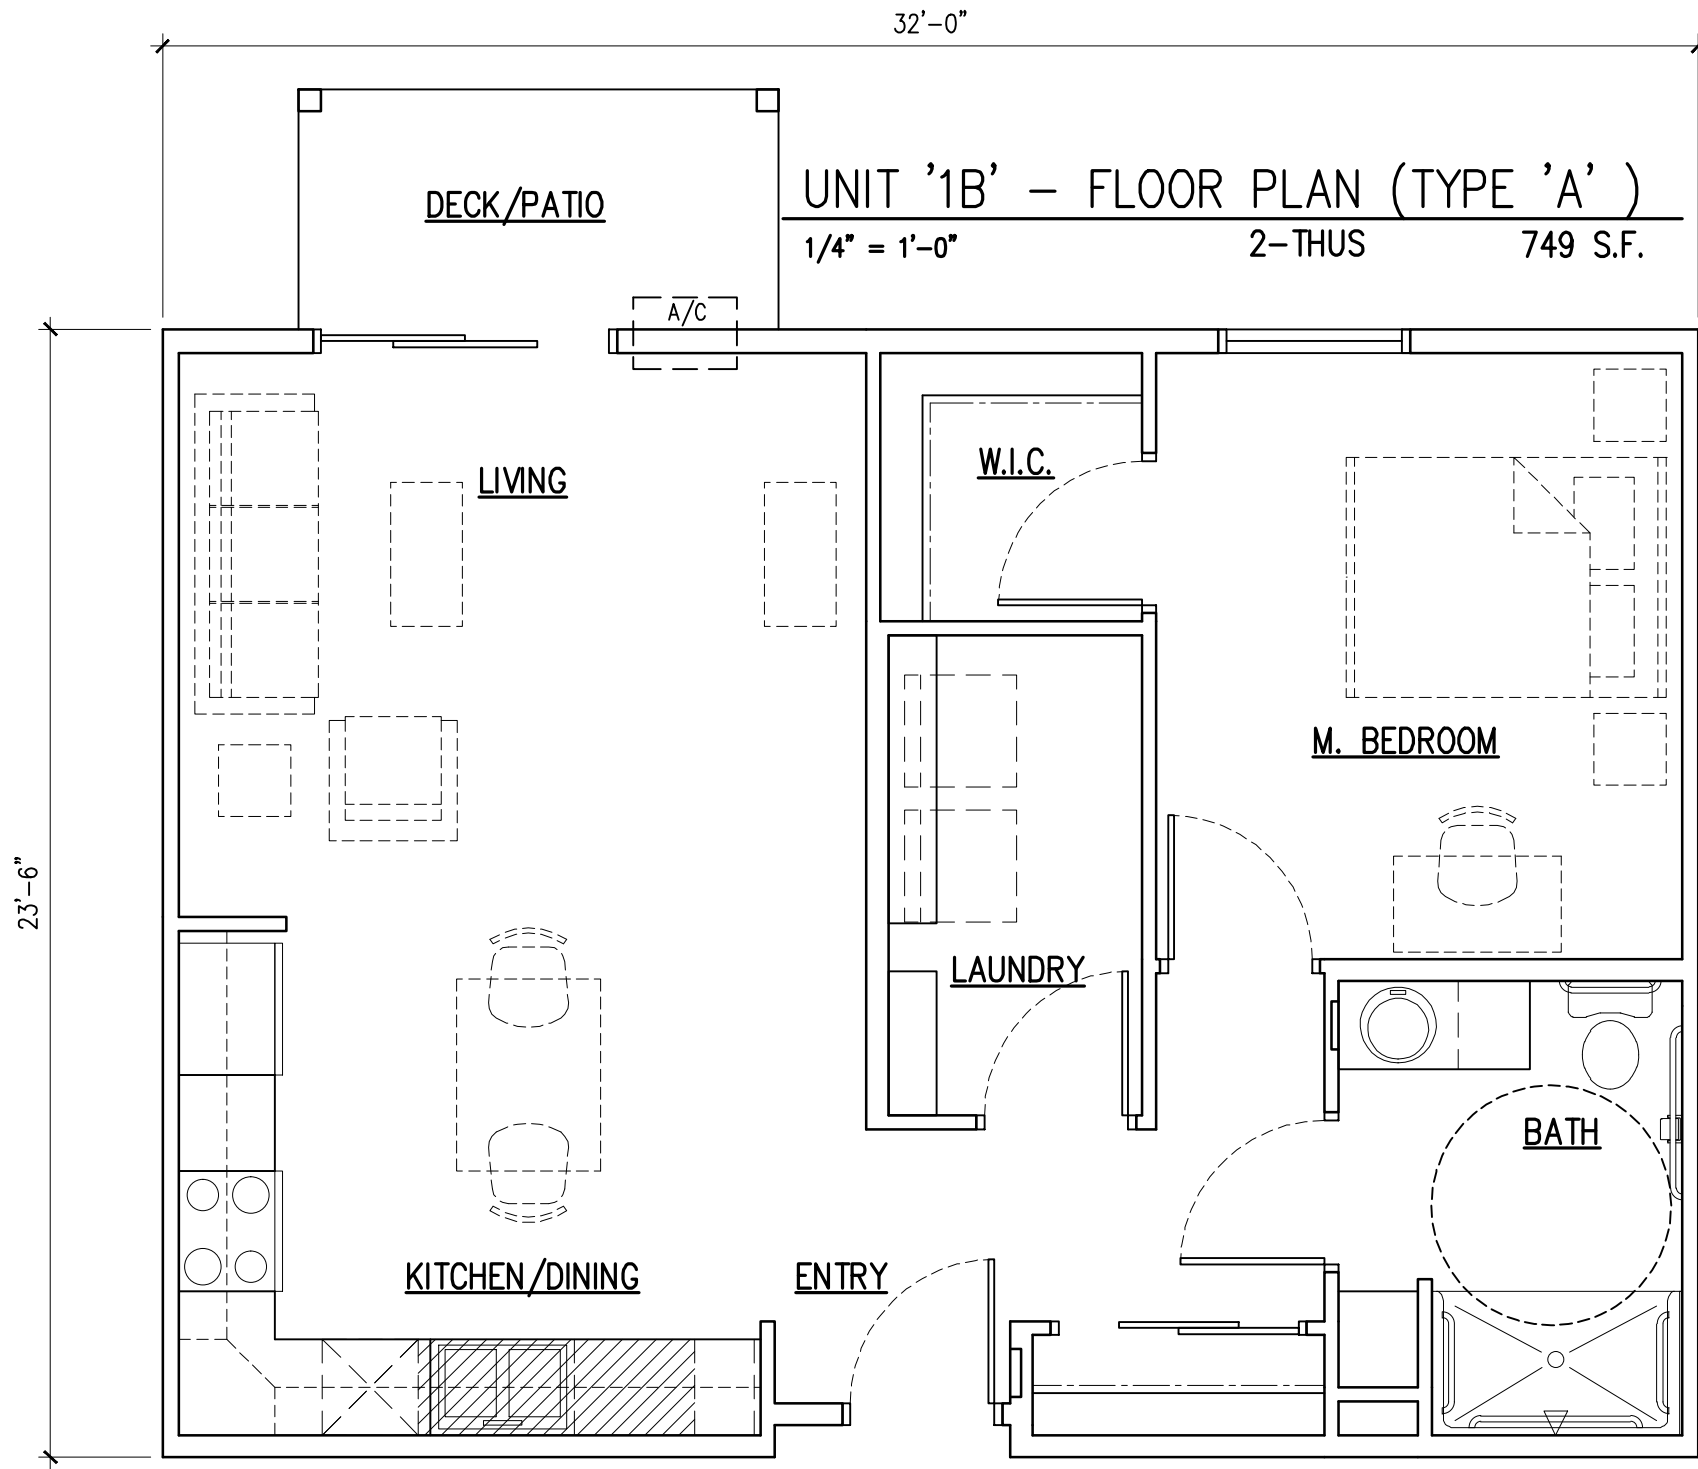 32'-0"
UNIT '1B' - FLOOR PLAN (TYPE 'A' )
DECK/PATIO
1/4" = 1'-0" 2-THUS 749 S.F.
A/C
W.I.C.
LIVING
M. BEDROOM
23'-6"
LAUNDRY
BATH
KITCHEN/DINING ENTRY